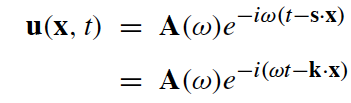 u(x, t) = A(ω)e^{−iω(t−s·x)}
= A(ω)e^{−i(ωt−k·x)}